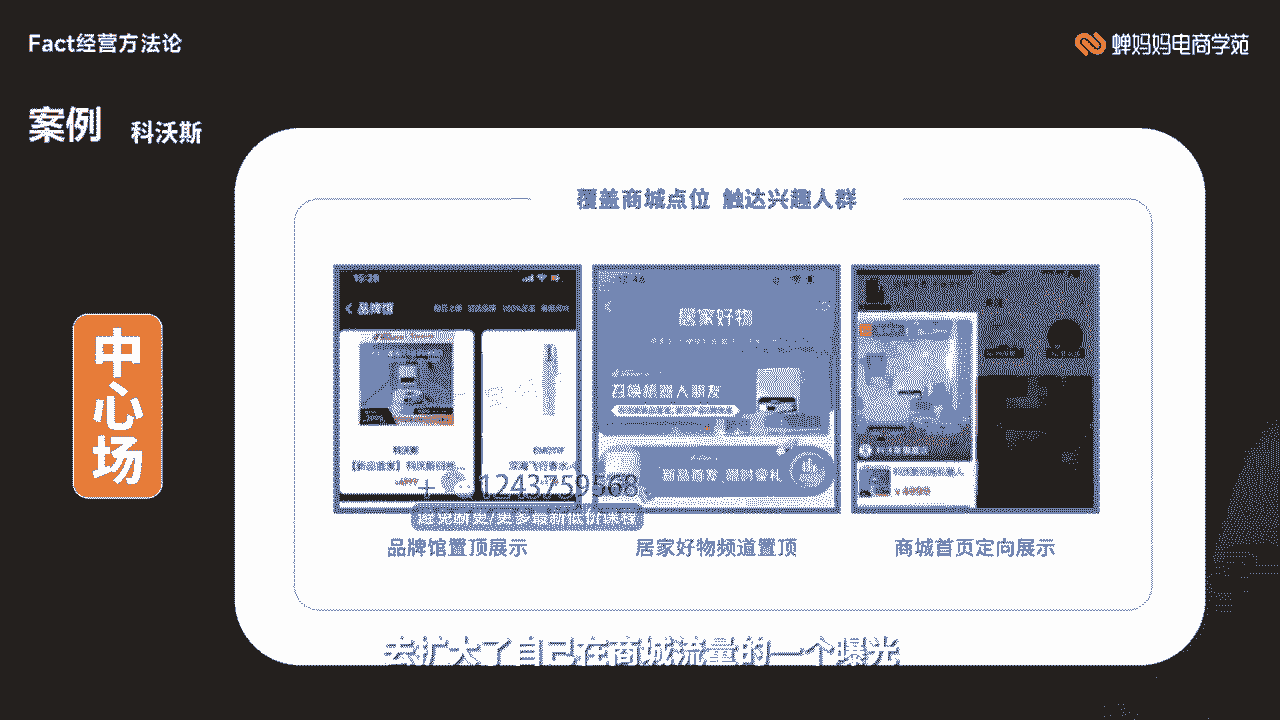 Fact经营方法论
蝉妈妈电商学苑
案例 科沃斯
覆盖商城点位 触达兴趣人群
中心场
15:28
品牌馆
居家好物
召唤机器人朋友
新品首发 限时豪礼
+ 1243759568
避免断更/更多最新低价课程
品牌馆置顶展示
居家好物频道置顶
商城首页定向展示
去扩大了自己在商城流量的一个曝光